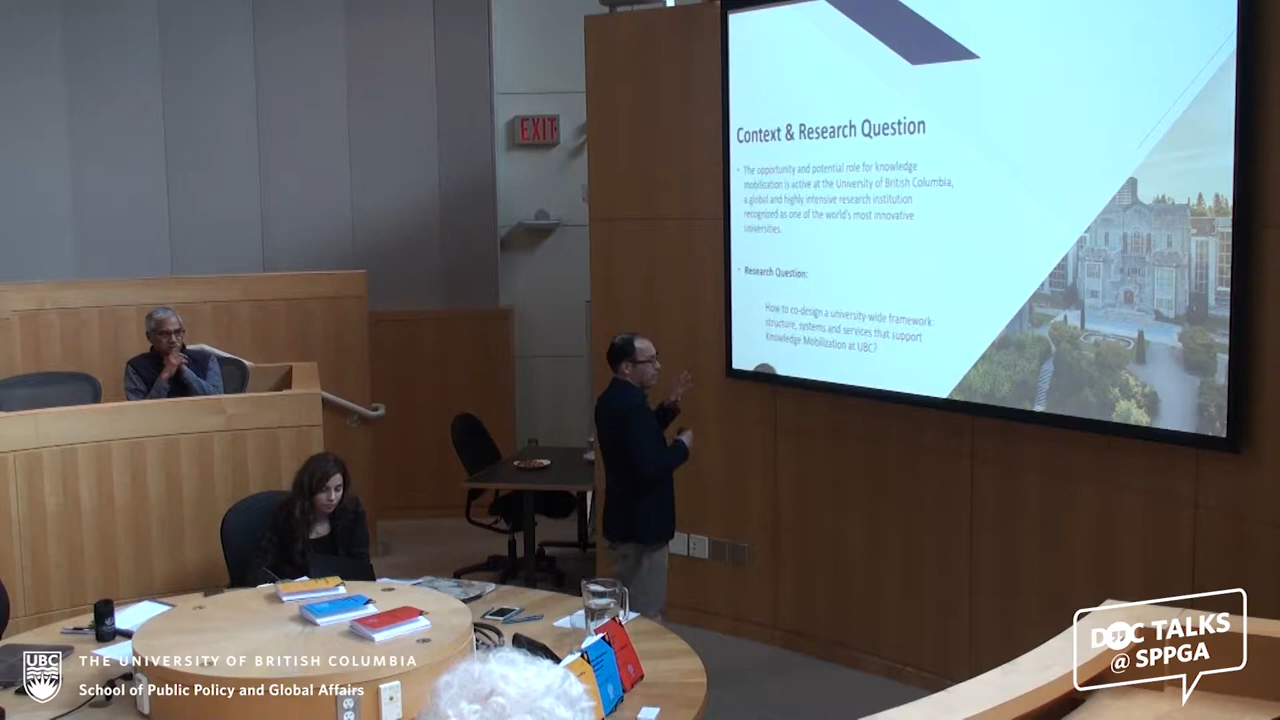 EXIT
Context & Research Question
• The opportunity and potential role for knowledge
mobilisation is active at the University of British Columbia,
a global and highly intensive research institution
recognized as one of the world's most innovative
universities.
• Research Question:
How to co-design a university-wide framework:
structure, systems and services that support
Knowledge Mobilization at UBC?
UBC
THE UNIVERSITY OF BRITISH COLUMBIA
School of Public Policy and Global Affairs
DOC TALKS
@ SPPGA